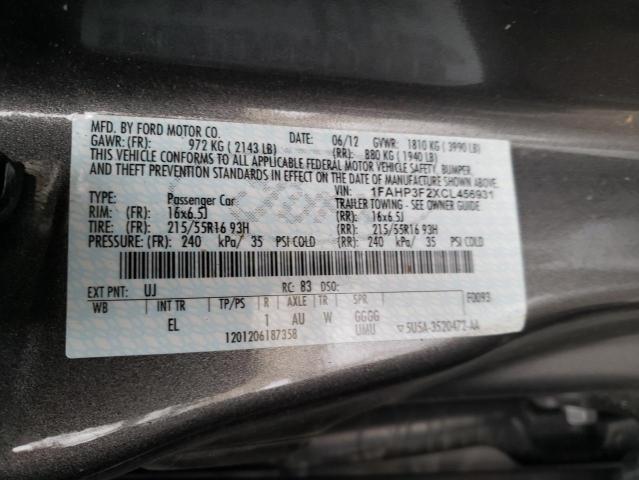 MFD. BY FORD MOTOR CO. DATE: 06/12 GVWR: 1810 KG ( 3990 LB)
GAWR: (FR): 972 KG ( 2143 LB) (RR): 880 KG ( 1940 LB)
THIS VEHICLE CONFORMS TO ALL APPLICABLE FEDERAL MOTOR VEHICLE SAFETY, BUMPER,
AND THEFT PREVENTION STANDARDS IN EFFECT ON THE DATE OF MANUFACTURE SHOWN ABOVE.
VIN: 1FAHP3F2XCL456931
TYPE: Passenger Car TRAILER TOWING - SEE OWNER GUIDE.
RIM: (FR): 16x6.5J (RR): 16x6.5J
TIRE: (FR): 215/55R16 93H (RR): 215/55R16 93H
PRESSURE: (FR): 240 kPa/ 35 PSI COLD (RR): 240 kPa/ 35 PSI COLD
EXT PNT: UJ RC: 83 DSO: F0093
WB INT TR TP/PS R AXLE TR SPR
EL 1 AU W GGGG
UMU
1201206187358 5U5A-3520472-AA